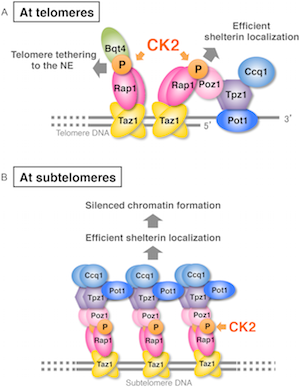 A At telomeres
Efficient
shelterin localization
Bqt4
CK2
Telomere tethering
to the NE
P
P
Ccq1
Rap1
Rap1
Poz1
Tpz1
Taz1
Taz1
5'
Pot1
3'
Telomere DNA
B At subtelomeres
Silenced chromatin formation
Efficient shelterin localization
Ccq1
Ccq1
Ccq1
Tpz1
Pot1
Tpz1
Pot1
Tpz1
Pot1
Poz1
Poz1
Poz1
P
P
P
CK2
Rap1
Rap1
Rap1
Taz1
Taz1
Taz1
Subtelomere DNA